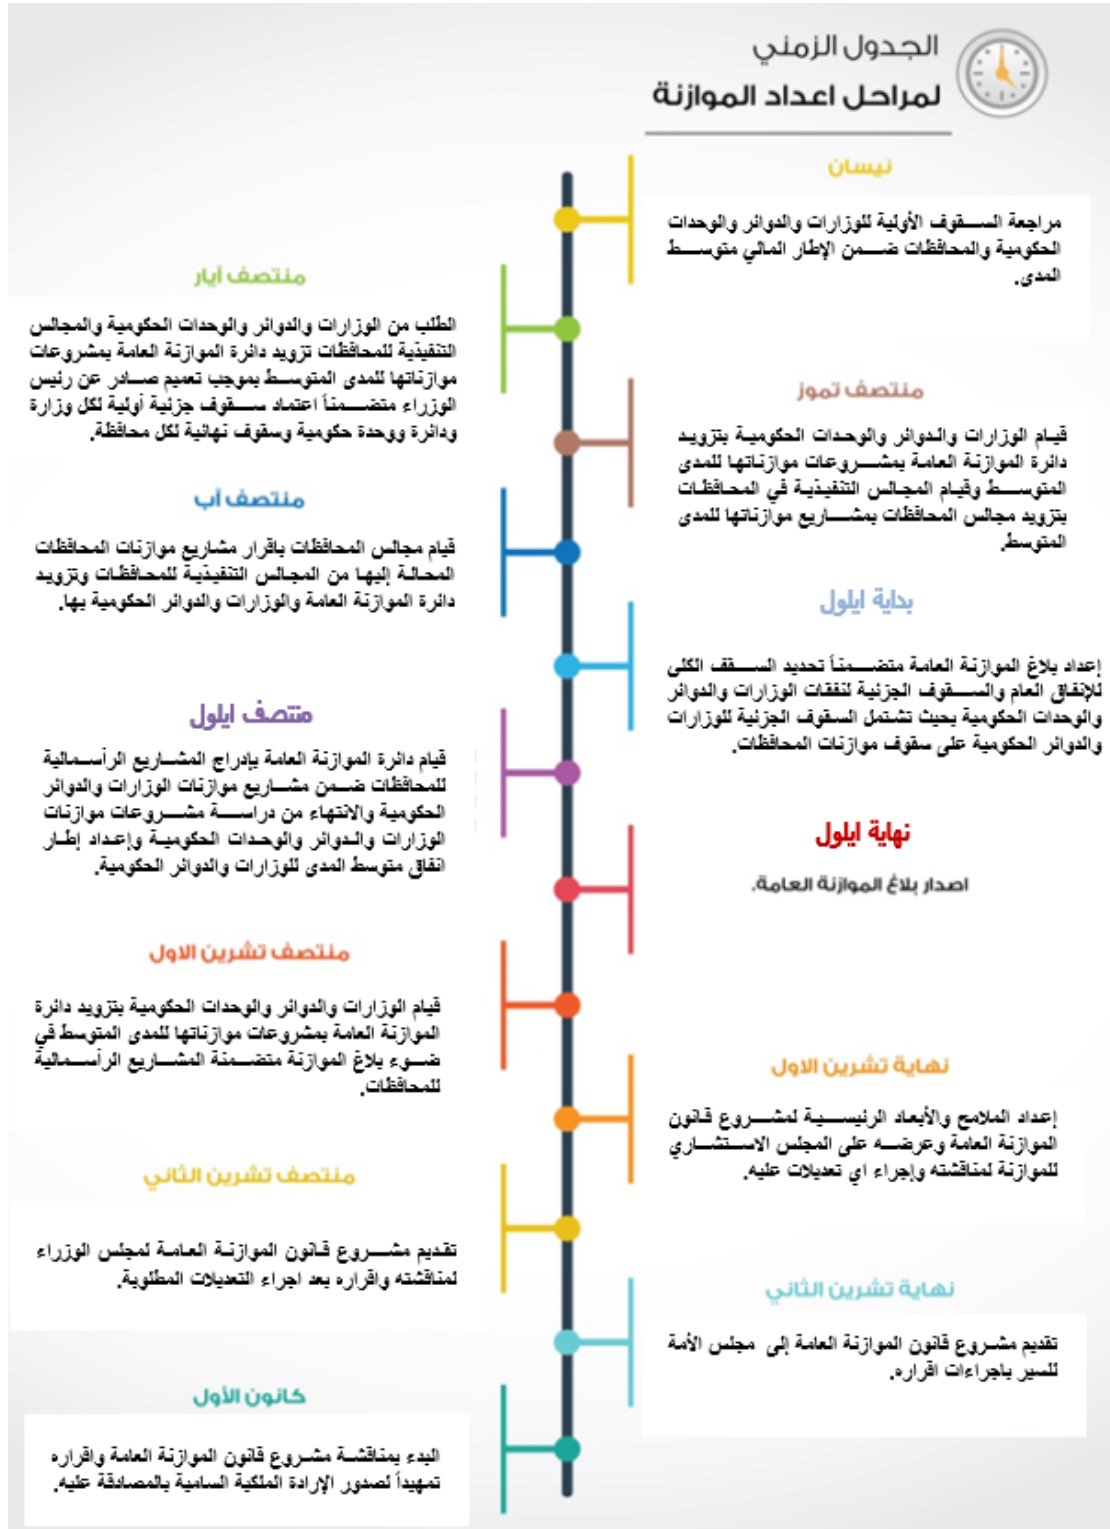 الجدول الزمني
لمراحل اعداد الموازنة
نيسان
مراجعة السقوف الأولية للوزارات والدوائر والوحدات
الحكومية والمحافظات ضمن الإطار المالي متوسط
المدى.
منتصف آيار
الطلب من الوزارات والدوائر والوحدات الحكومية والمجالس
التنفيذية للمحافظات تزويد دائرة الموازنة العامة بمشروعات
موازناتها للمدى المتوسط بموجب تعميم صادر عن رئيس
الوزراء متضمناً اعتماد سقوف جزئية أولية لكل وزارة
ودائرة ووحدة حكومية وسقوف نهائية لكل محافظة.
منتصف تموز
قيام الوزارات والدوائر والوحدات الحكومية بتزويد
دائرة الموازنة العامة بمشروعات موازناتها للمدى
المتوسط وقيام المجالس التنفيذية في المحافظات
بتزويد مجالس المحافظات بمشاريع موازناتها للمدى
المتوسط.
منتصف آب
قيام مجالس المحافظات باقرار مشاريع موازنات المحافظات
المحالة إليها من المجالس التنفيذية للمحافظات وتزويد
دائرة الموازنة العامة والوزارات والدوائر الحكومية بها.
بداية ايلول
إعداد بلاغ الموازنة العامة متضمناً تحديد السقف الكلي
للإنفاق العام والسقوف الجزئية لنفقات الوزارات والدوائر
والوحدات الحكومية بحيث تشتمل السقوف الجزئية للوزارات
والدوائر الحكومية على سقوف موازنات المحافظات.
منتصف ايلول
قيام دائرة الموازنة العامة بإدراج المشاريع الرأسمالية
للمحافظات ضمن مشاريع موازنات الوزارات والدوائر
الحكومية والانتهاء من دراسة مشروعات موازنات
الوزارات والدوائر والوحدات الحكومية وإعداد إطار
انفاق متوسط المدى للوزارات والدوائر الحكومية.
نهاية ايلول
اصدار بلاغ الموازنة العامة.
منتصف تشرين الاول
قيام الوزارات والدوائر والوحدات الحكومية بتزويد دائرة
الموازنة العامة بمشروعات موازناتها للمدى المتوسط في
ضوء بلاغ الموازنة متضمنة المشاريع الرأسمالية
للمحافظات.
نهاية تشرين الاول
إعداد الملامح والأبعاد الرئيسية لمشروع قانون
الموازنة العامة وعرضه على المجلس الاستشاري
للموازنة لمناقشته وإجراء اي تعديلات عليه.
منتصف تشرين الثاني
تقديم مشروع قانون الموازنة العامة لمجلس الوزراء
لمناقشته واقراره بعد اجراء التعديلات المطلوبة.
نهاية تشرين الثاني
تقديم مشروع قانون الموازنة العامة إلى مجلس الأمة
للسير باجراءات اقراره.
كانون الأول
البدء بمناقشة مشروع قانون الموازنة العامة واقراره
تمهيداً لصدور الإرادة الملكية السامية بالمصادقة عليه.